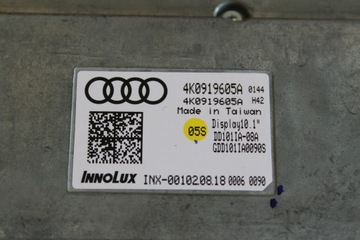 4K0919605A 0144
4K0919605A H42
Made in Taiwan
05S
Display10.1"
DD101IA-08A
GDD101IA0090S
INNOLUX INX-00102.08.18 0006 0090